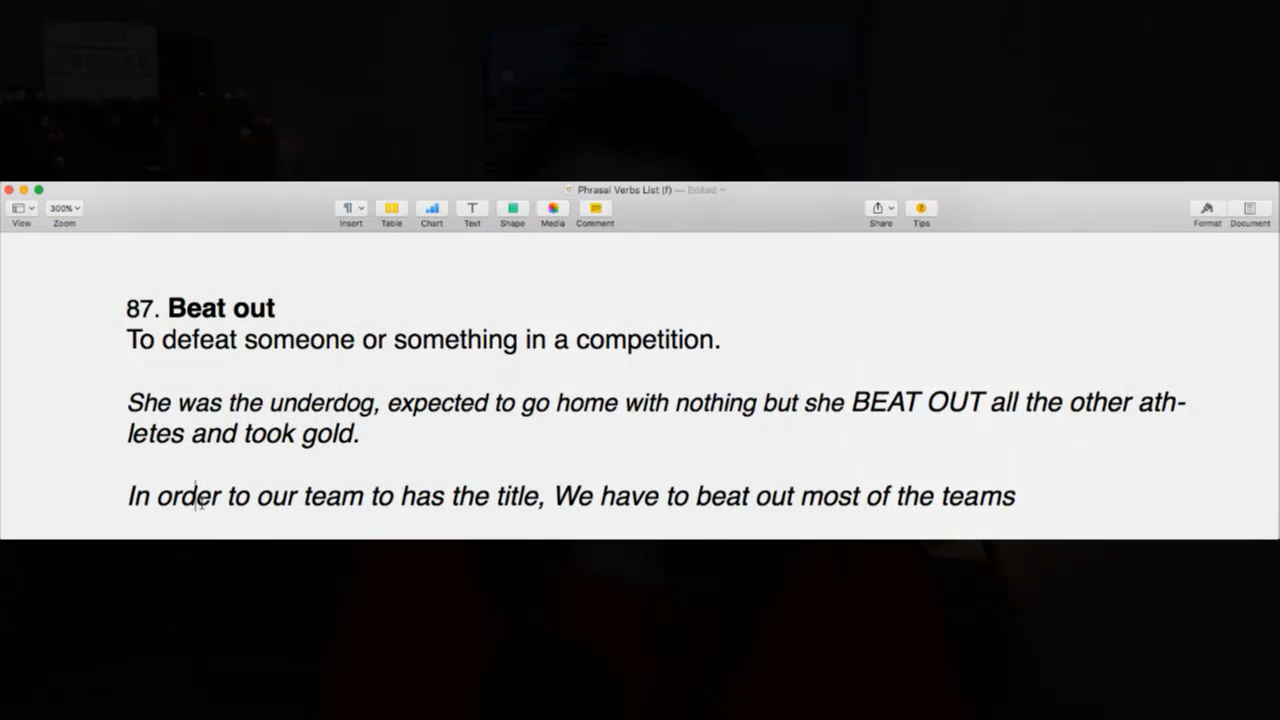 Phrasal Verbs List (f) — Edited
300%
View Zoom Insert Table Chart Text Shape Media Comment Share Tips Format Document
87. Beat out
To defeat someone or something in a competition.
She was the underdog, expected to go home with nothing but she BEAT OUT all the other ath-
letes and took gold.
In order to our team to has the title, We have to beat out most of the teams